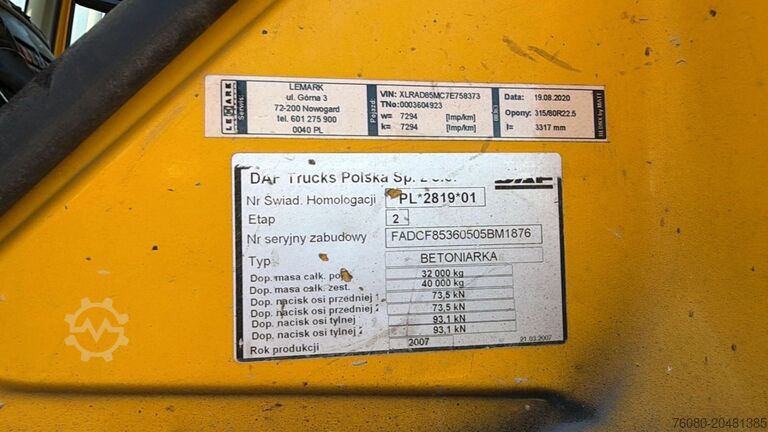 LEMARK
Serwis:
LEMARK
ul. Górna 3
72-200 Nowogard
tel. 601 275 900
0040 PL
Pojazd:
VIN: XLRAD85MC7E758373
TNo:0003604923
w= 7294 [Imp/km]
k= 7294 [Imp/km]
Data: 19.08.2020
Opony: 315/80R22.5
l= 3317 mm
DAF Trucks Polska Sp. z o.o.
DAF
Nr Świad. Homologacji PL*2819*01
Etap 2
Nr seryjny zabudowy FADCF85360505BM1876
Typ BETONIARKA
Dop. masa całk. poj. 32 000 kg
Dop. masa całk. zest. 40 000 kg
Dop. nacisk osi przedniej 1 73,5 kN
Dop. nacisk osi przedniej 2 73,5 kN
Dop. nacisk osi tylnej 93,1 kN
Dop. nacisk osi tylnej 2 93,1 kN
Rok produkcji 2007
21.03.2007
76080-20481385